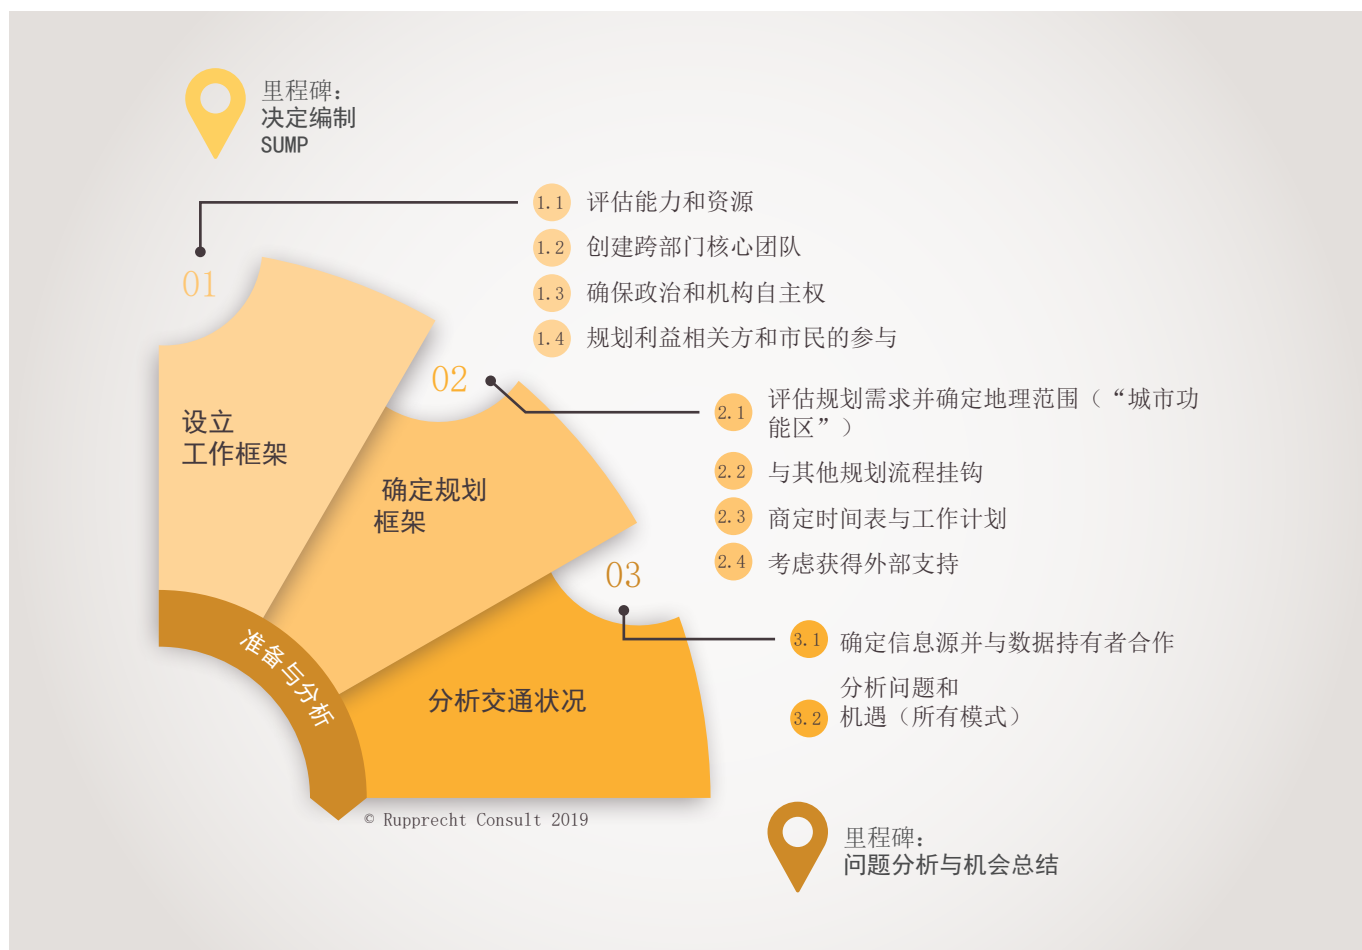 里程碑：
决定编制
SUMP
01
1.1 评估能力和资源
1.2 创建跨部门核心团队
1.3 确保政治和机构自主权
1.4 规划利益相关方和市民的参与
设立
工作框架
02
2.1 评估规划需求并确定地理范围（“城市功
能区”）
2.2 与其他规划流程挂钩
2.3 商定时间表与工作计划
2.4 考虑获得外部支持
确定规划
框架
03
3.1 确定信息源并与数据持有者合作
分析问题和
3.2 机遇（所有模式）
分析交通状况
准备与分析
© Rupprecht Consult 2019
里程碑：
问题分析与机会总结